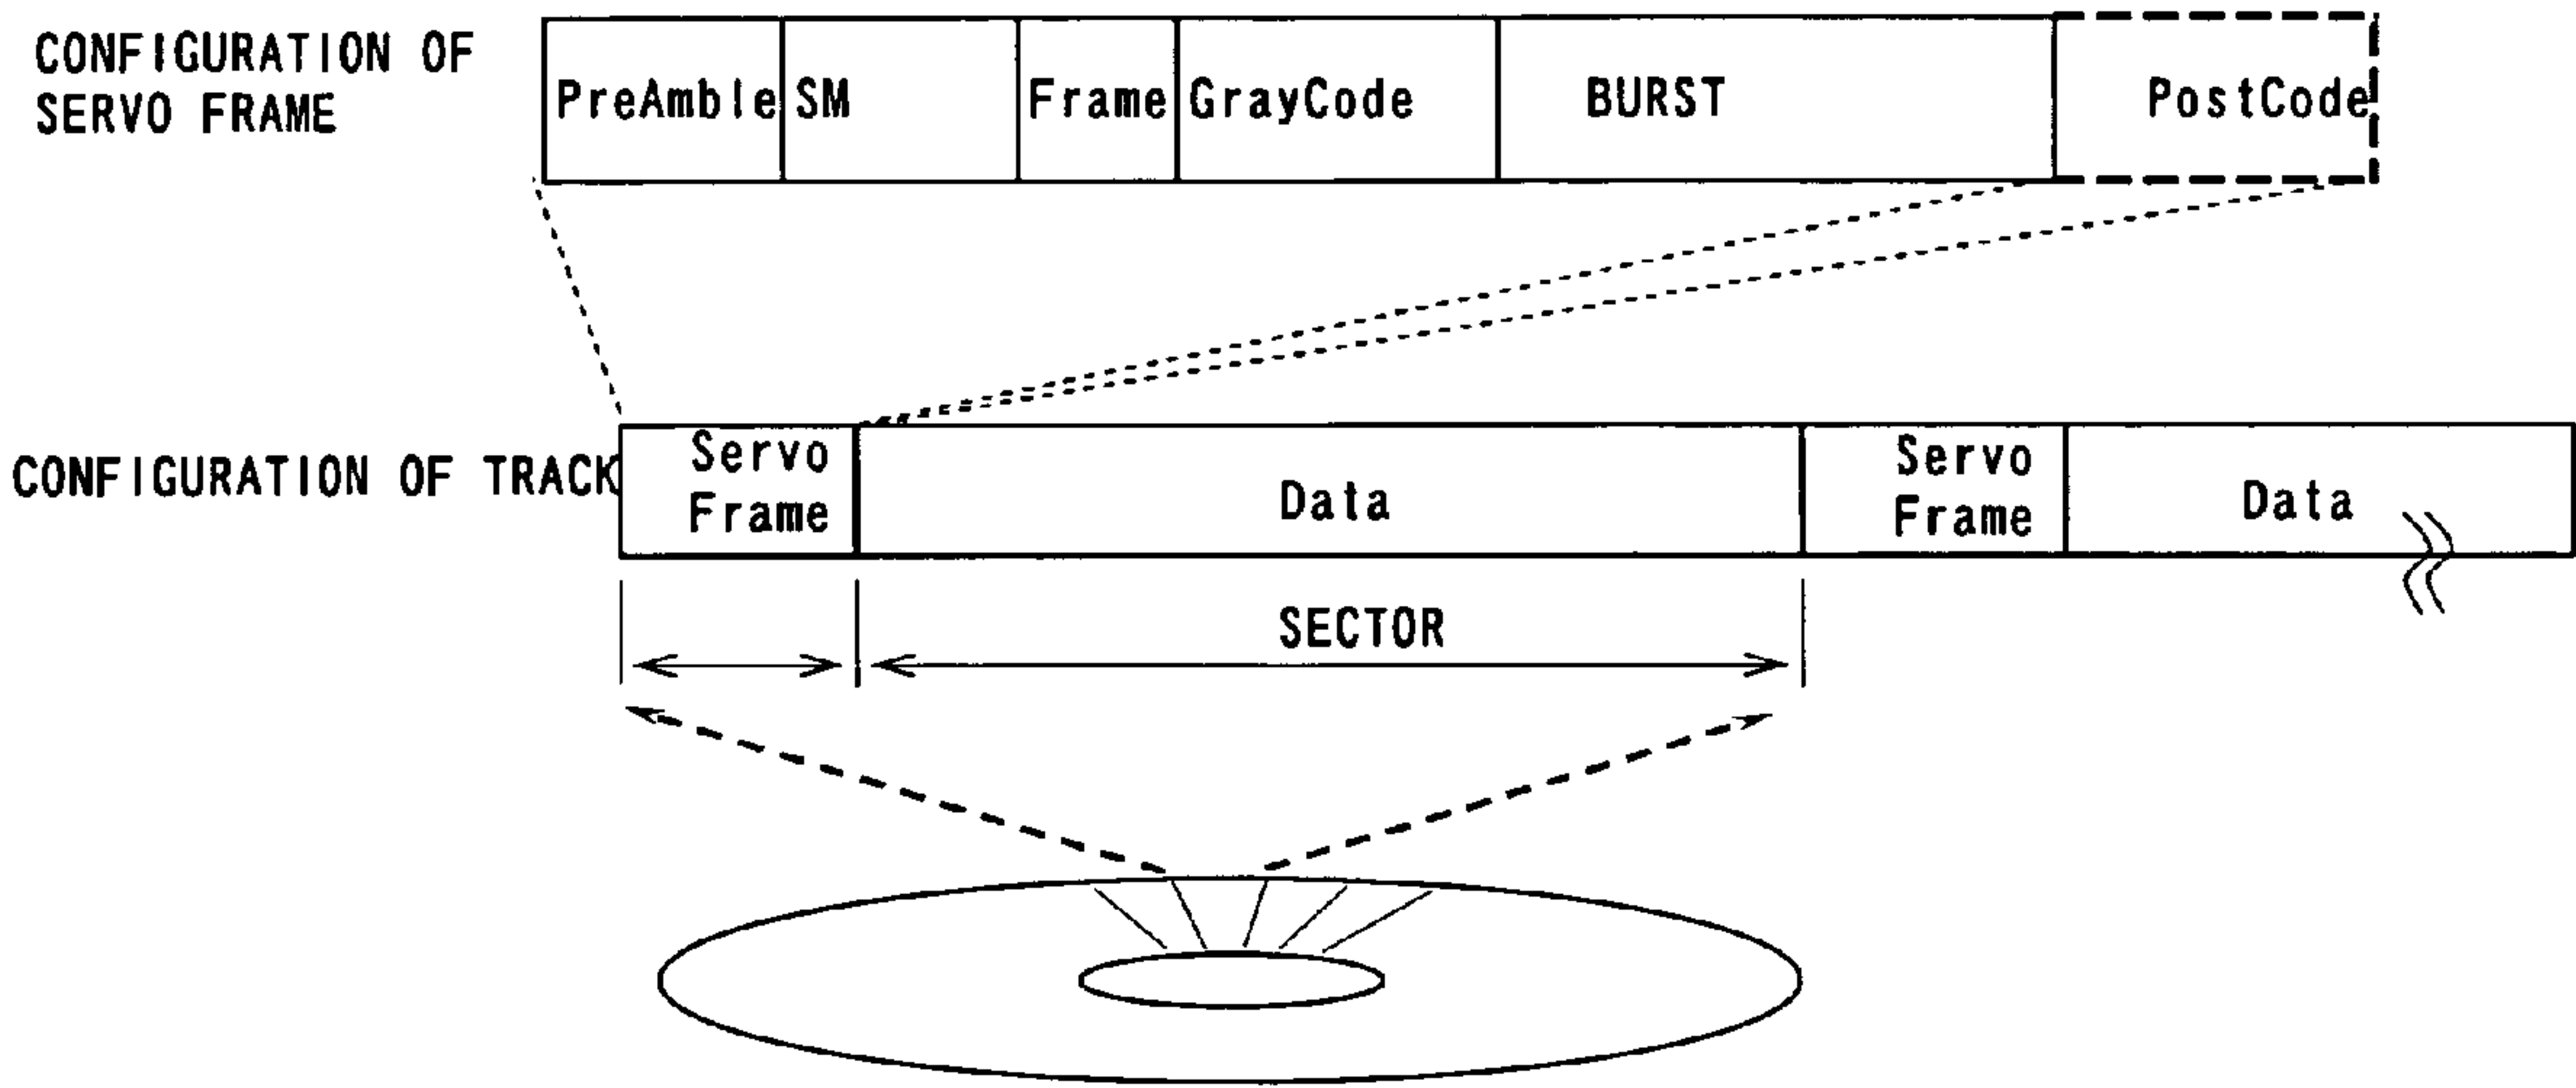 CONFIGURATION OF
SERVO FRAME
PreAmble SM Frame GrayCode BURST PostCode
CONFIGURATION OF TRACK
Servo
Frame
Data
Servo
Frame
Data
SECTOR